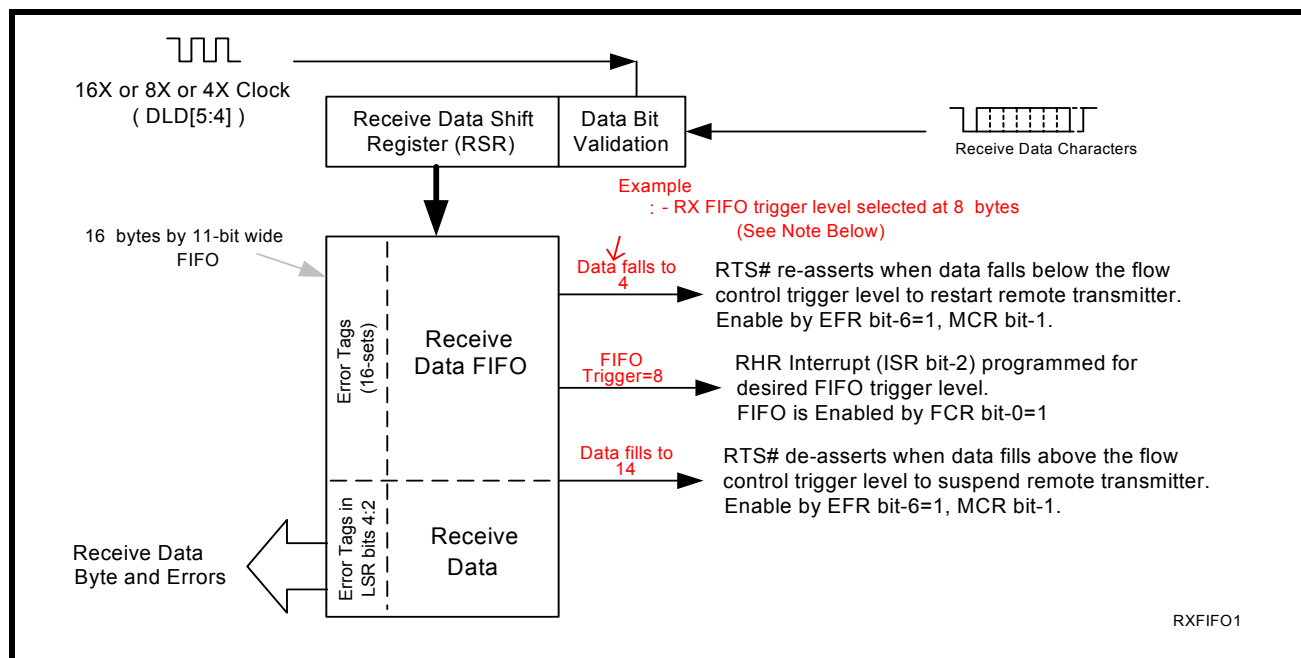 16X or 8X or 4X Clock
( DLD[5:4] )
Receive Data Shift
Register (RSR)
Data Bit
Validation
Receive Data Characters
Example
: - RX FIFO trigger level selected at 8 bytes
(See Note Below)
16 bytes by 11-bit wide
FIFO
Error Tags
(16-sets)
Receive
Data FIFO
Data falls to
4
RTS# re-asserts when data falls below the flow
control trigger level to restart remote transmitter.
Enable by EFR bit-6=1, MCR bit-1.
FIFO
Trigger=8
RHR Interrupt (ISR bit-2) programmed for
desired FIFO trigger level.
FIFO is Enabled by FCR bit-0=1
Data fills to
14
RTS# de-asserts when data fills above the flow
control trigger level to suspend remote transmitter.
Enable by EFR bit-6=1, MCR bit-1.
Error Tags in
LSR bits 4:2
Receive
Data
Receive Data
Byte and Errors
RXFIFO1